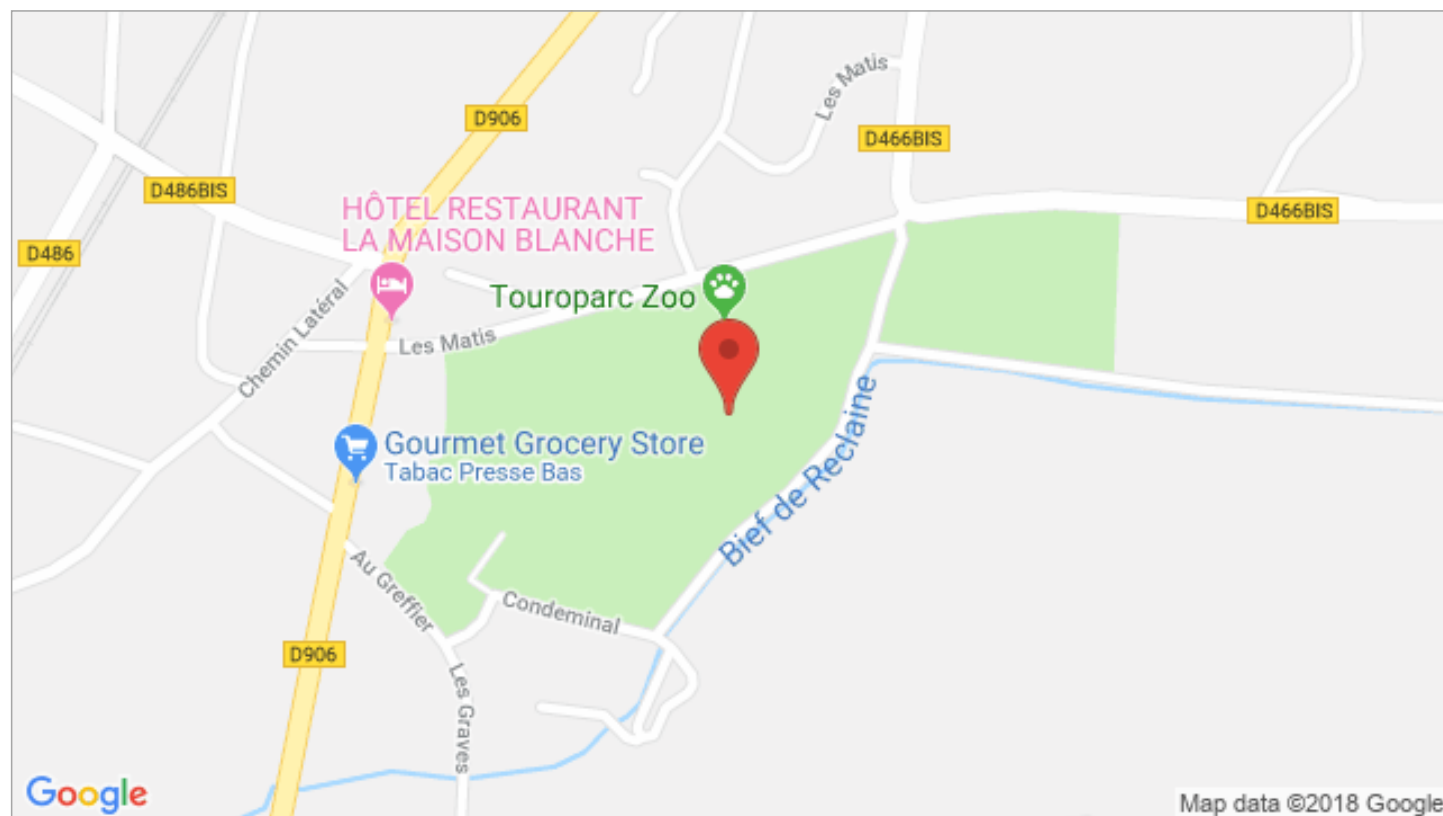 D906
Les Matis
D466BIS
D486BIS
D466BIS
HÔTEL RESTAURANT
LA MAISON BLANCHE
D486
Touroparc Zoo
Chemin Latéral
Les Matis
Gourmet Grocery Store
Tabac Presse Bas
Bief de Reclaine
Au Greffier
Condeminal
D906
Les Graves
Google
Map data ©2018 Google